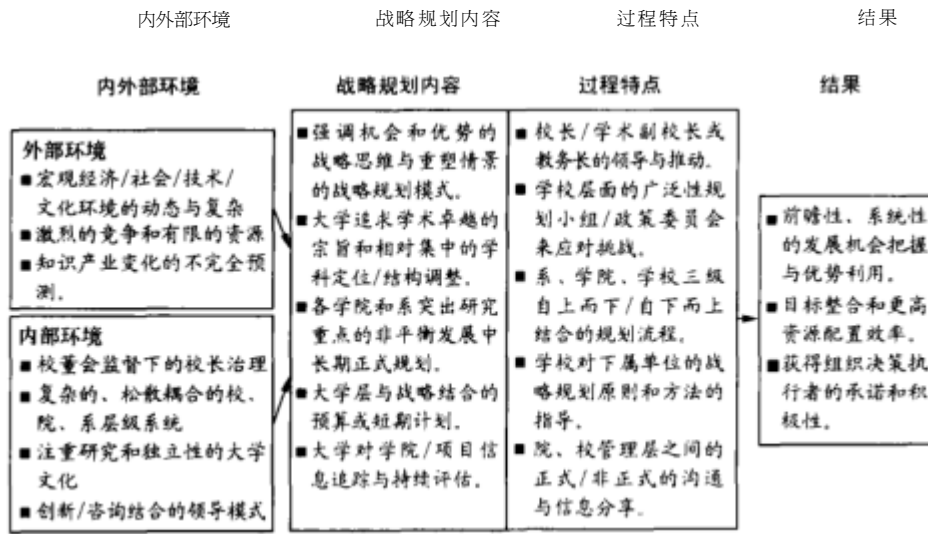 内外部环境 战略规划内容 过程特点 结果
内外部环境 战略规划内容 过程特点 结果
外部环境
■宏观经济/社会/技术/
文化环境的动态与复杂
■激烈的竞争和有限的资源
■知识产业变化的不完全预
测。
内部环境
■校董会监督下的校长治理
■复杂的、松散耦合的校、
院、系层级系统
■注重研究和独立性的大学
文化
■创新/咨询结合的领导模式
■强调机会和优势的
战略思维与重塑情景
的战略规划模式。
■大学追求学术卓越的
宗旨和相对集中的学
科定位/结构调整。
■各学院和系突出研究
重点的非平衡发展中
长期正式规划。
■大学层与战略结合的
预算或短期计划。
■大学对学院/项目信
息追踪与持续评估。
■校长/学术副校长或
教务长的领导与推动。
■学校层面的广泛性规
划小组/政策委员会
来应对挑战。
■系、学院、学校三级
自上而下/自下而上
结合的规划流程。
■学校对下属单位的战
略规划原则和方法的
指导。
■院、校管理层之间的
正式/非正式的沟通
与信息分享。
■前瞻性、系统性
的发展机会把握
与优势利用。
■目标整合和更高
资源配置效率。
■获得组织决策执
行者的承诺和积
极性。